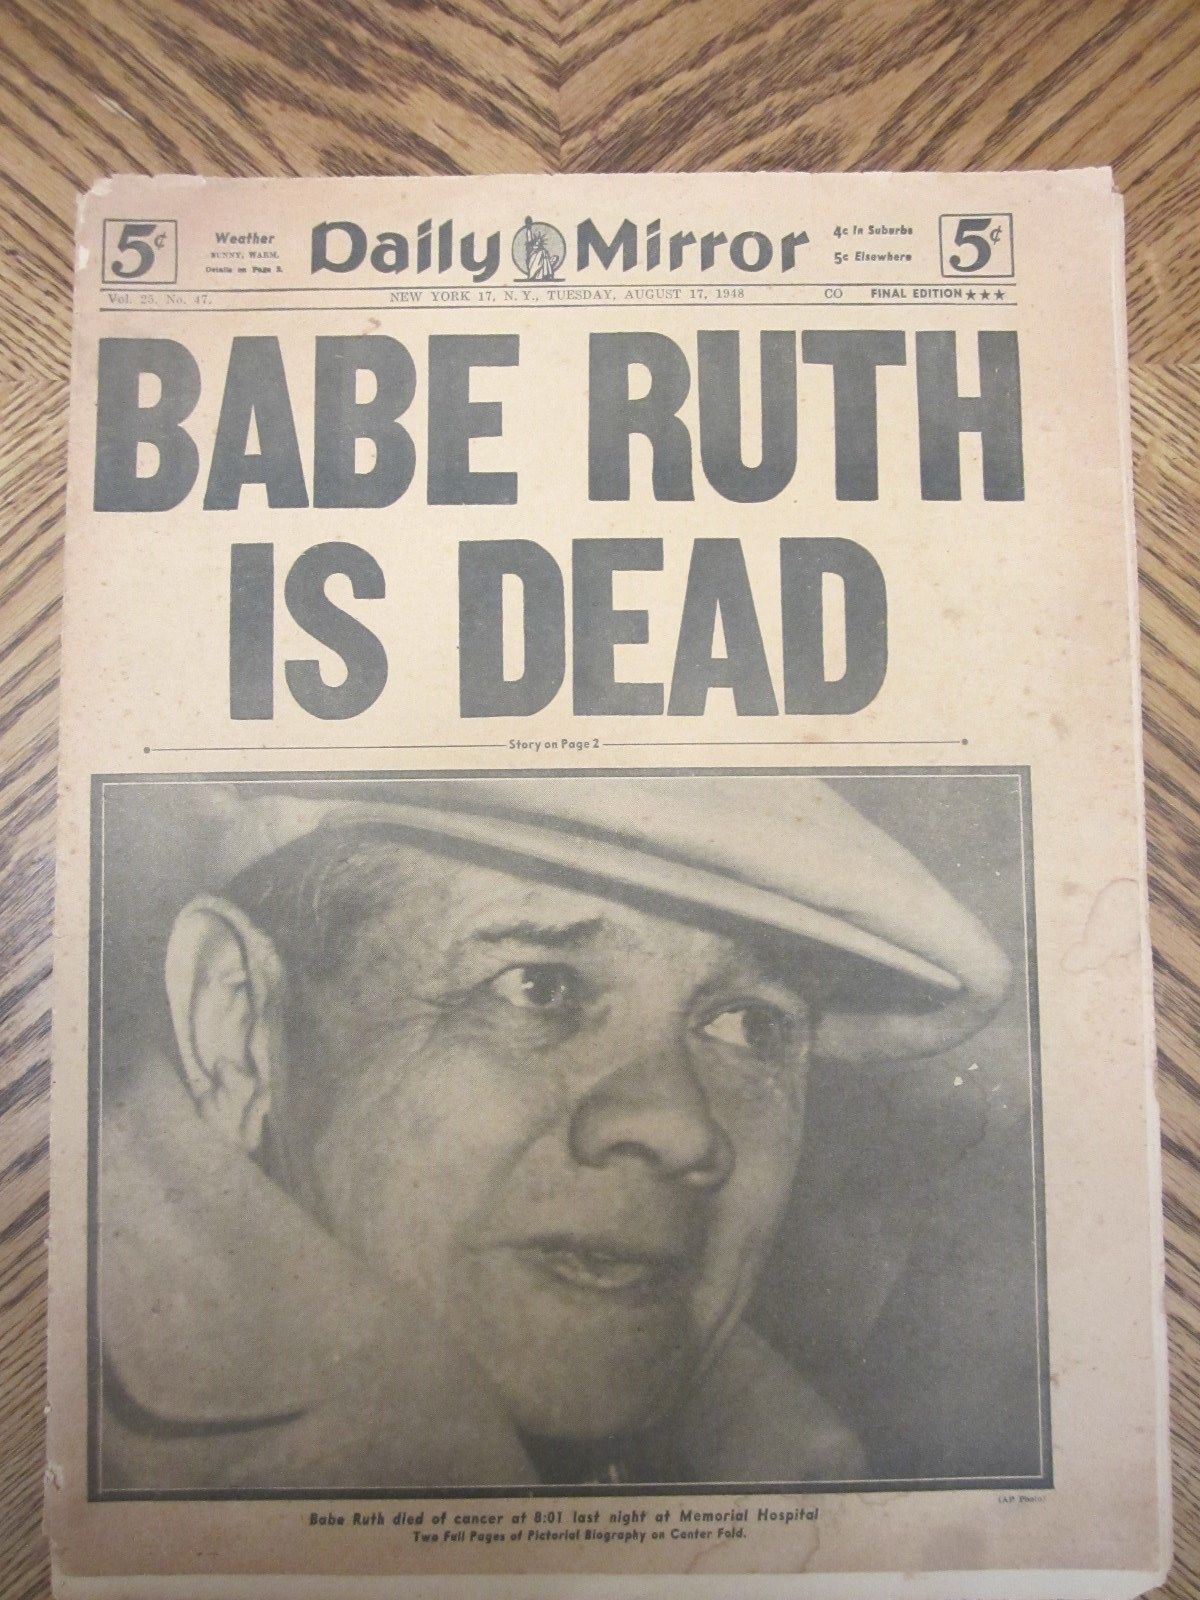 5¢ Weather Daily Mirror 4c In Suburbs 5¢
SUNNY, WARM.
Details on Page 2. 5c Elsewhere
Vol. 25. No. 47. NEW YORK 17, N. Y., TUESDAY, AUGUST 17, 1948 CO FINAL EDITION★★★
BABE RUTH
IS DEAD
Story on Page 2
(AP Photo)
Babe Ruth died of cancer at 8:01 last night at Memorial Hospital
Two Full Pages of Pictorial Biography on Center Fold.